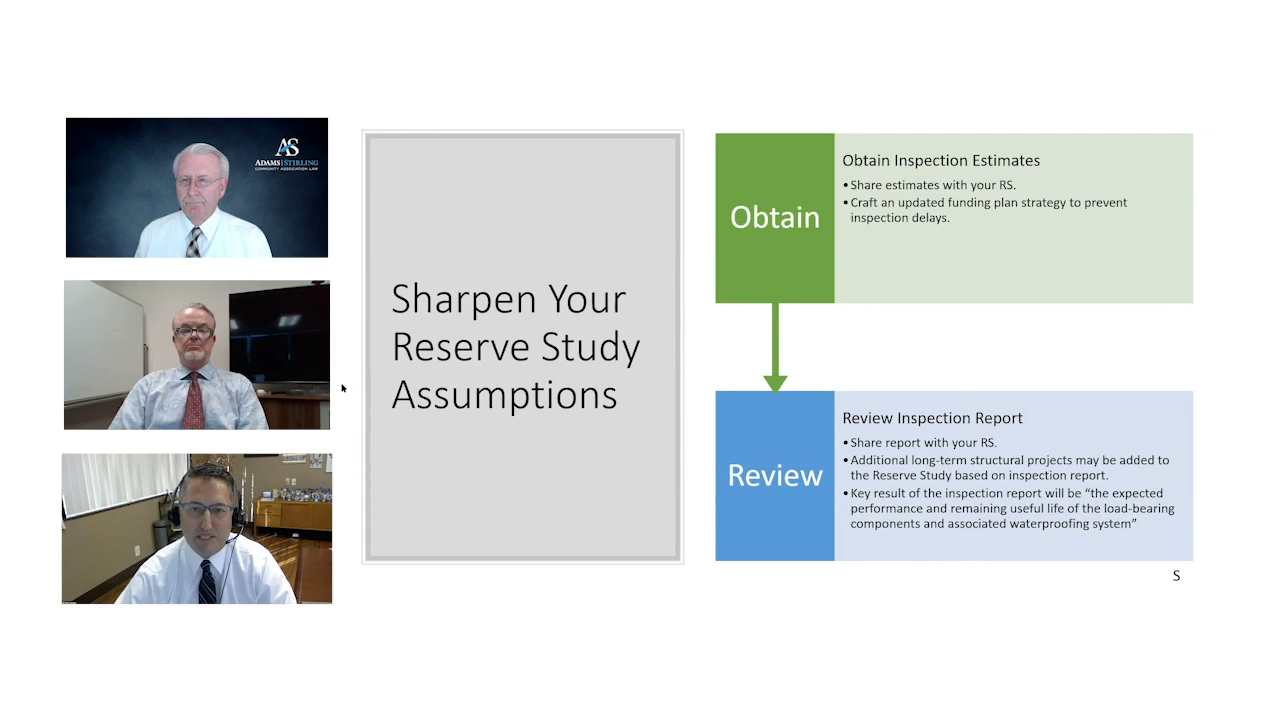 AS
ADAMS|STIRLING
COMMUNITY ASSOCIATION LAW
Sharpen Your
Reserve Study
Assumptions
Obtain
Obtain Inspection Estimates
•Share estimates with your RS.
•Craft an updated funding plan strategy to prevent
inspection delays.
Review
Review Inspection Report
•Share report with your RS.
•Additional long-term structural projects may be added to
the Reserve Study based on inspection report.
•Key result of the inspection report will be “the expected
performance and remaining useful life of the load-bearing
components and associated waterproofing system”
S